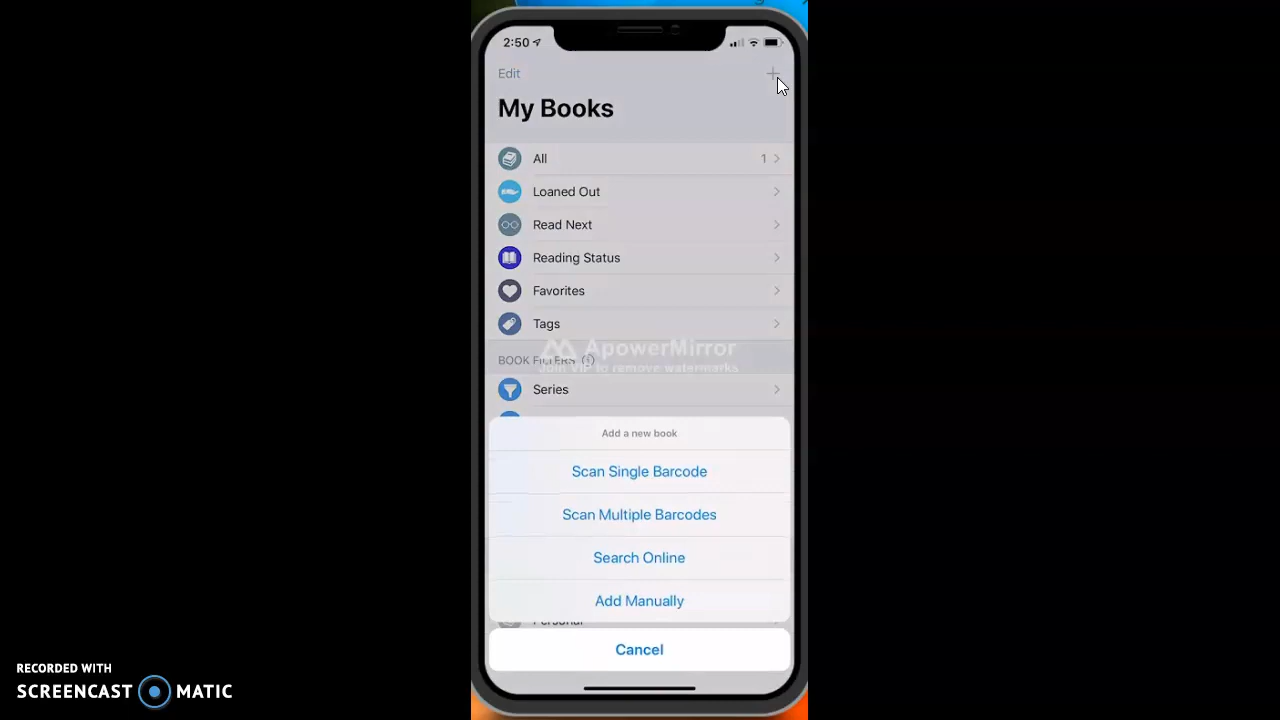 2:50
Edit
My Books
All 1
Loaned Out
Read Next
Reading Status
Favorites
Tags
ApowerMirror
BOOK FILTERS
Join VIP to remove watermarks
Series
Add a new book
Scan Single Barcode
Scan Multiple Barcodes
Search Online
Add Manually
Personal
Cancel
RECORDED WITH
SCREENCAST MATIC